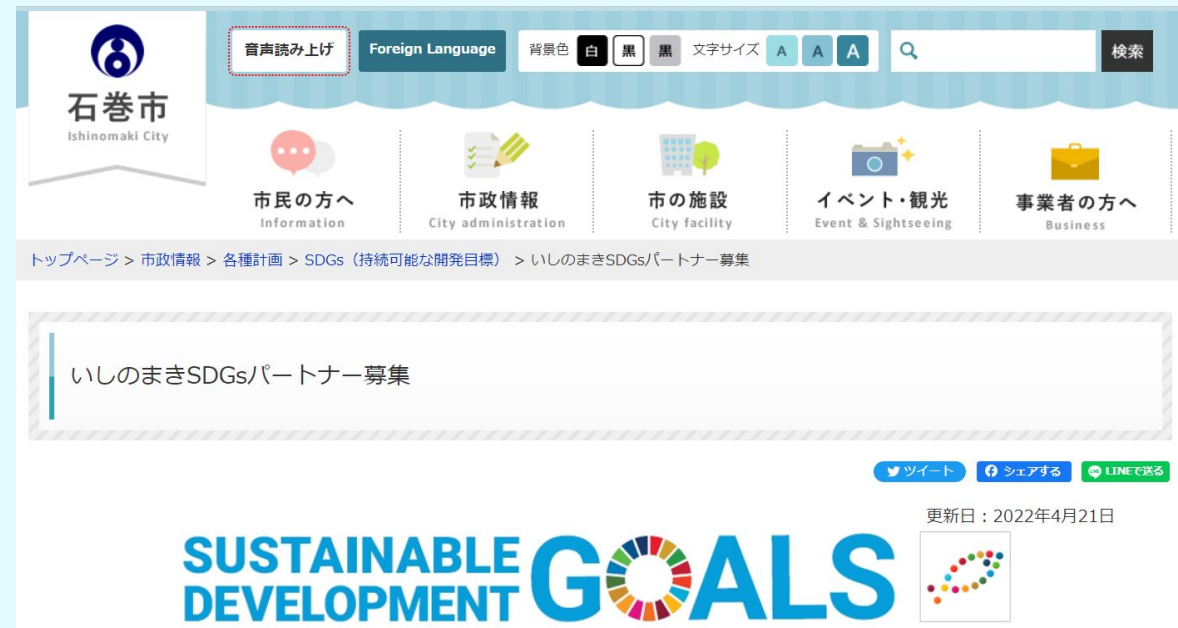 石巻市
Ishinomaki City
音声読み上げ
Foreign Language
背景色 白 黒 黒 文字サイズ A A A
検索
市民の方へ
Information
市政情報
City administration
市の施設
City facility
イベント・観光
Event & Sightseeing
事業者の方へ
Business
トップページ > 市政情報 > 各種計画 > SDGs（持続可能な開発目標） > いしのまきSDGsパートナー募集
いしのまきSDGsパートナー募集
ツイート シェアする LINEで送る
更新日：2022年4月21日
SUSTAINABLE
DEVELOPMENT
GOALS